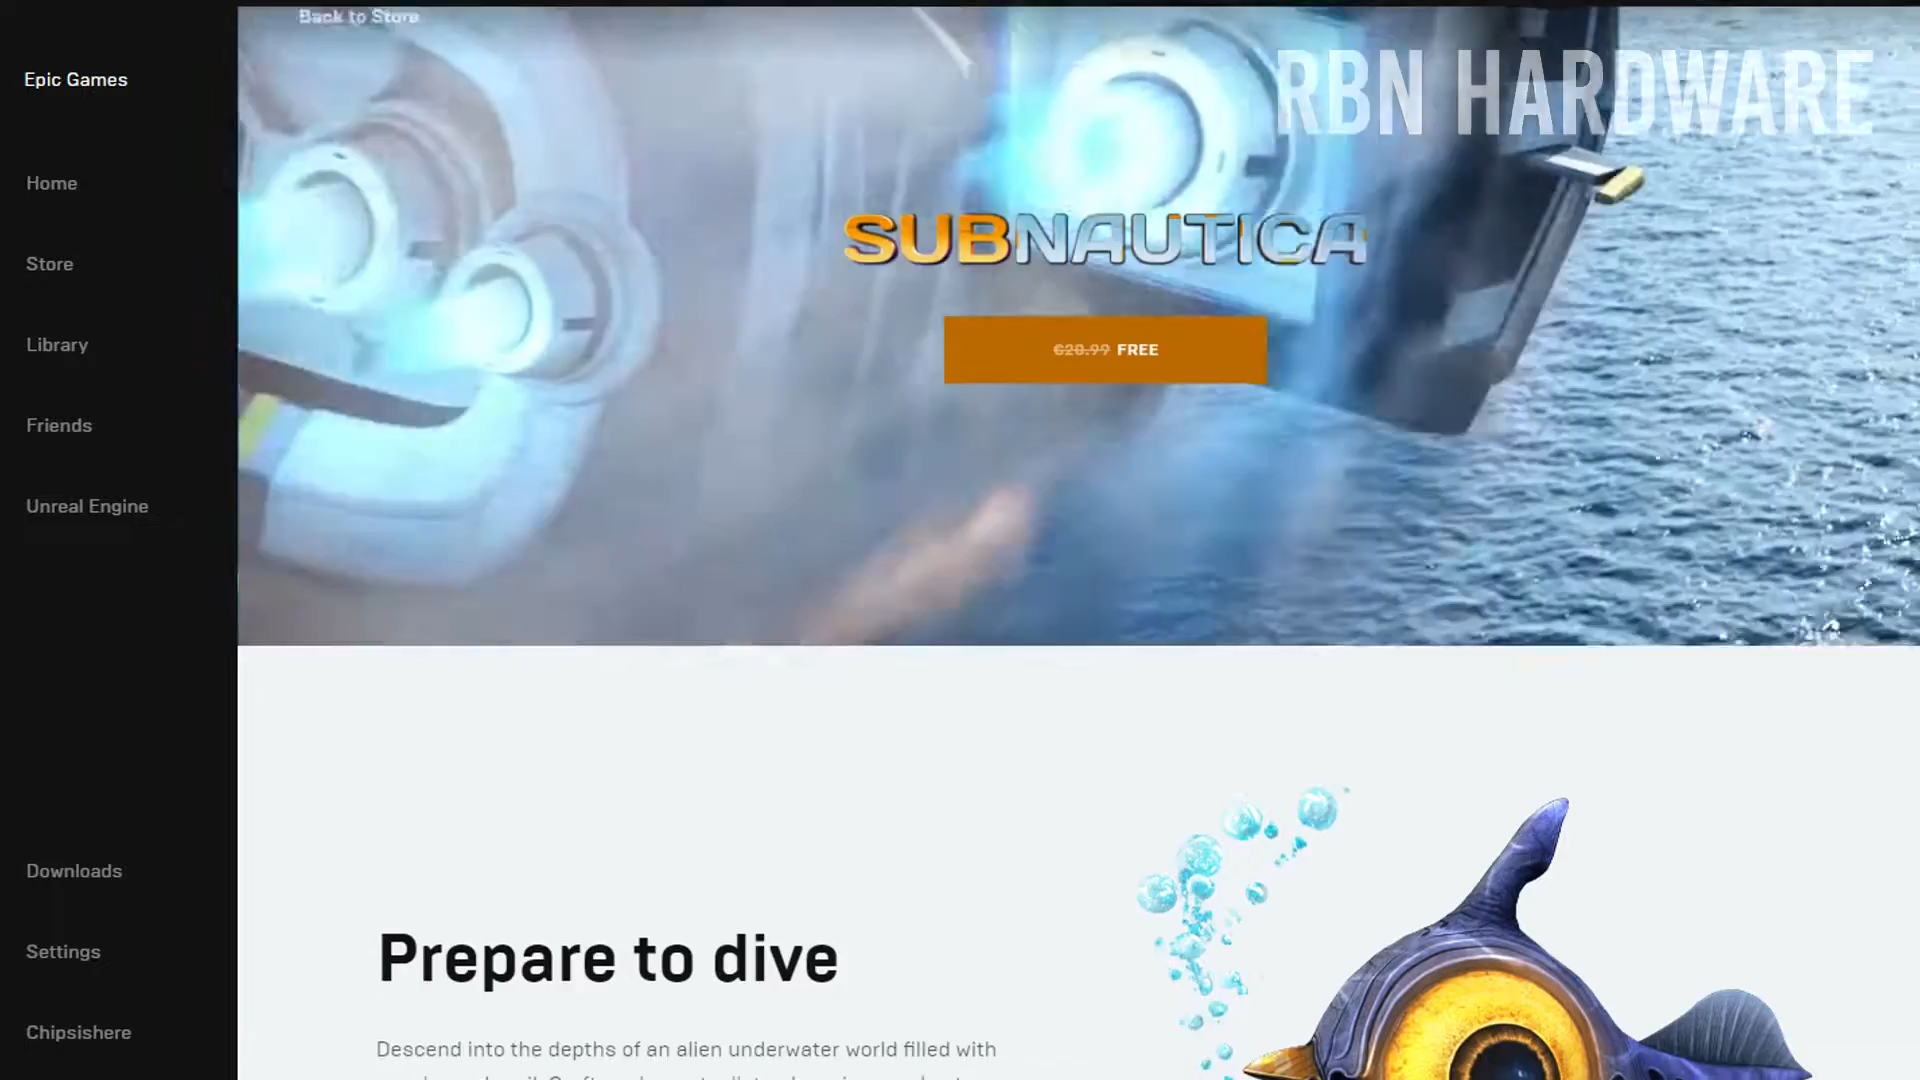 Back to Store
RBN HARDWARE
Epic Games
Home
Store
Library
Friends
Unreal Engine
SUBNAUTICA
€20.99 FREE
Downloads
Settings
Chipsishere
Prepare to dive
Descend into the depths of an alien underwater world filled with